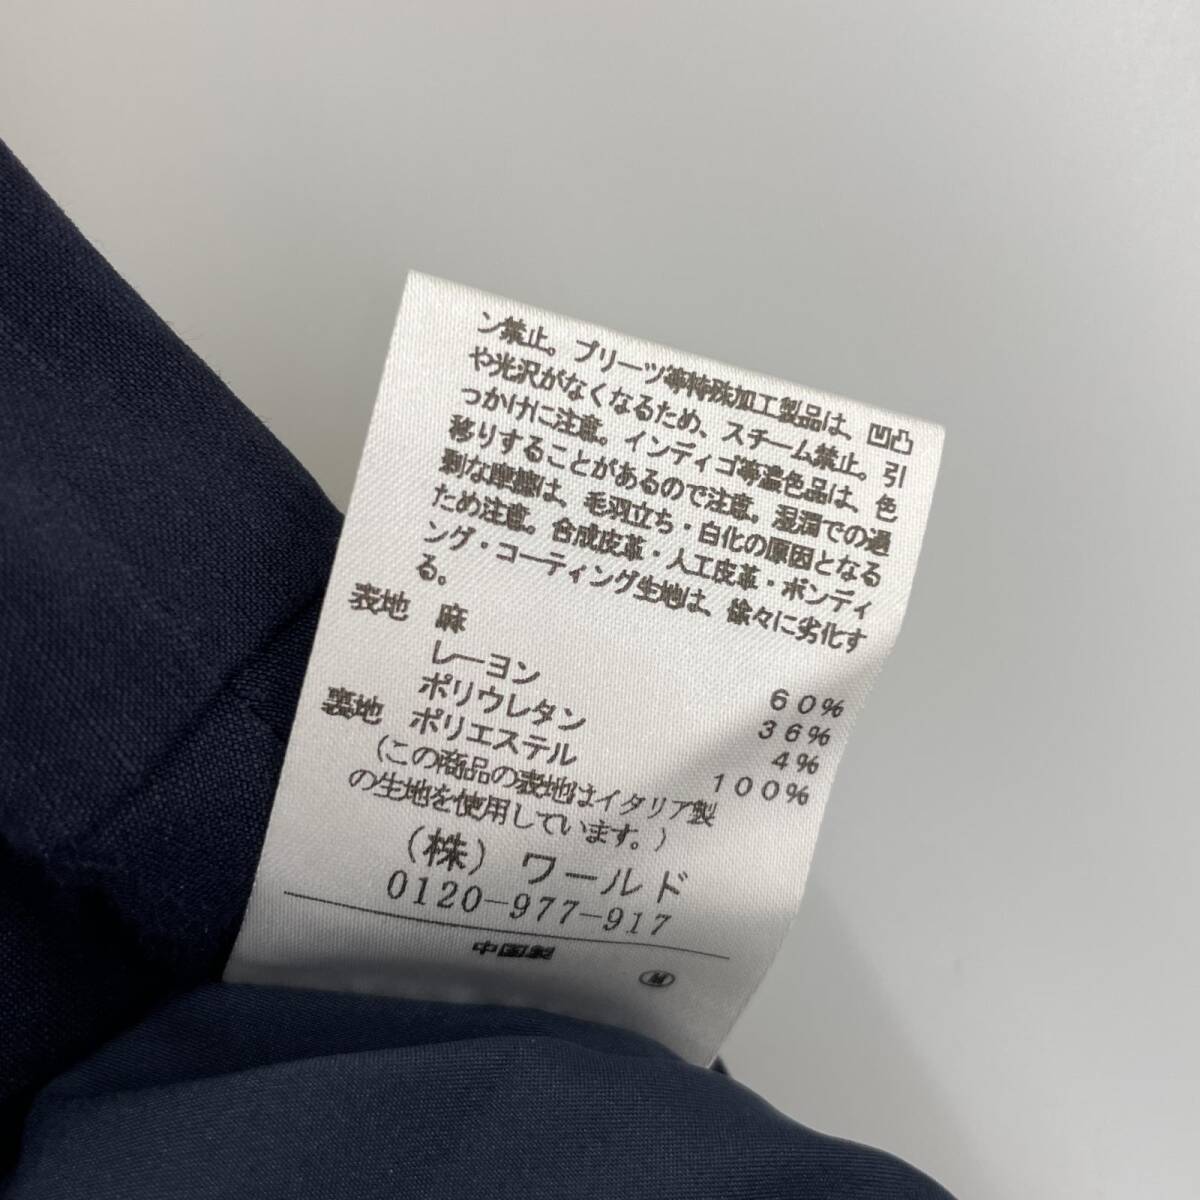 ン禁止。プリーツ等特殊加工製品は、凹凸
や光沢がなくなるため、スチーム禁止。引
っかけに注意。インディゴ等濃色品は、色
移りすることがあるので注意。湿潤での過
剰な摩擦は、毛羽立ち・白化の原因となる
ため注意。合成皮革・人工皮革・ボンディ
ング・コーティング生地は、徐々に劣化す
る。
表地 麻 60%
レーヨン 36%
ポリウレタン 4%
裏地 ポリエステル 100%
(この商品の表地はイタリア製
の生地を使用しています。)
(株) ワールド
0120-977-917
中国製